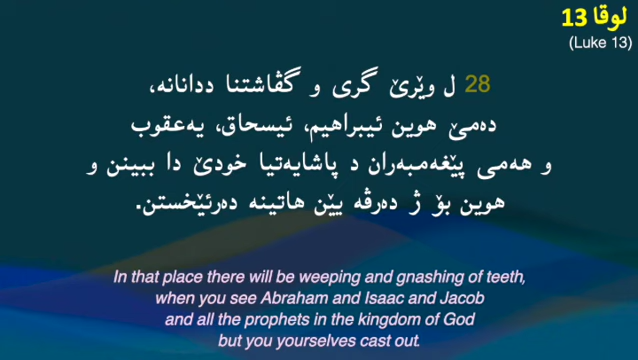 لوقا 13
(Luke 13)
28 ل وێرێ گری و گڤاشتنا ددانانە،
دەمێ هوین ئیبراهیم، ئیسحاق، یەعقوب
و هەمی پێغەمبەران د پاشایەتیا خودێ دا ببینن و
هوین بۆ ژ دەرڤە یێن هاتینە دەرئێخستن.
In that place there will be weeping and gnashing of teeth,
when you see Abraham and Isaac and Jacob
and all the prophets in the kingdom of God
but you yourselves cast out.